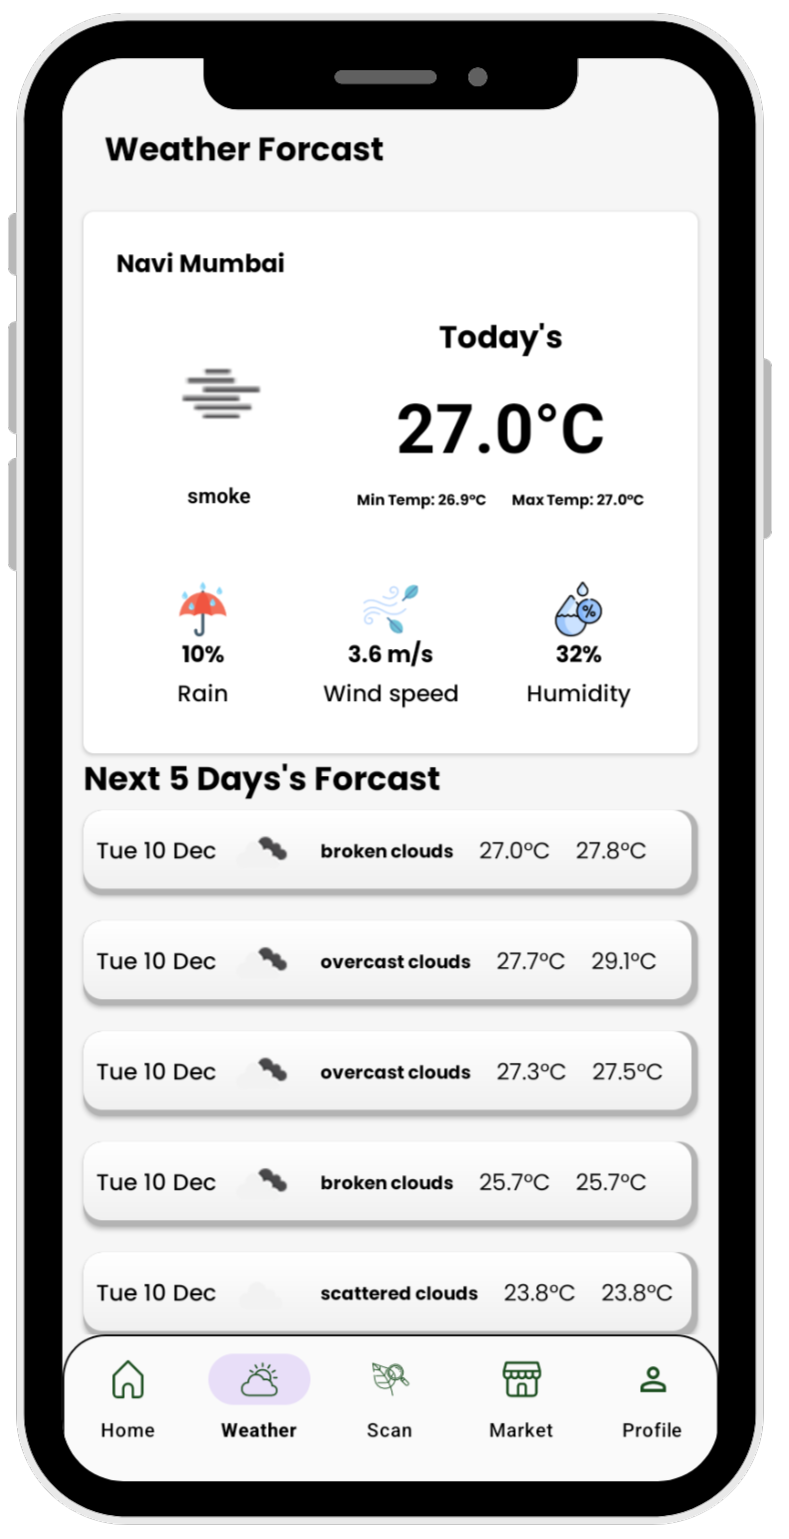 Weather Forcast
Navi Mumbai
Today's
27.0°C
smoke
Min Temp: 26.9°C Max Temp: 27.0°C
%
10% 3.6 m/s 32%
Rain Wind speed Humidity
Next 5 Days's Forcast
Tue 10 Dec broken clouds 27.0°C 27.8°C
Tue 10 Dec overcast clouds 27.7°C 29.1°C
Tue 10 Dec overcast clouds 27.3°C 27.5°C
Tue 10 Dec broken clouds 25.7°C 25.7°C
Tue 10 Dec scattered clouds 23.8°C 23.8°C
Home Weather Scan Market Profile